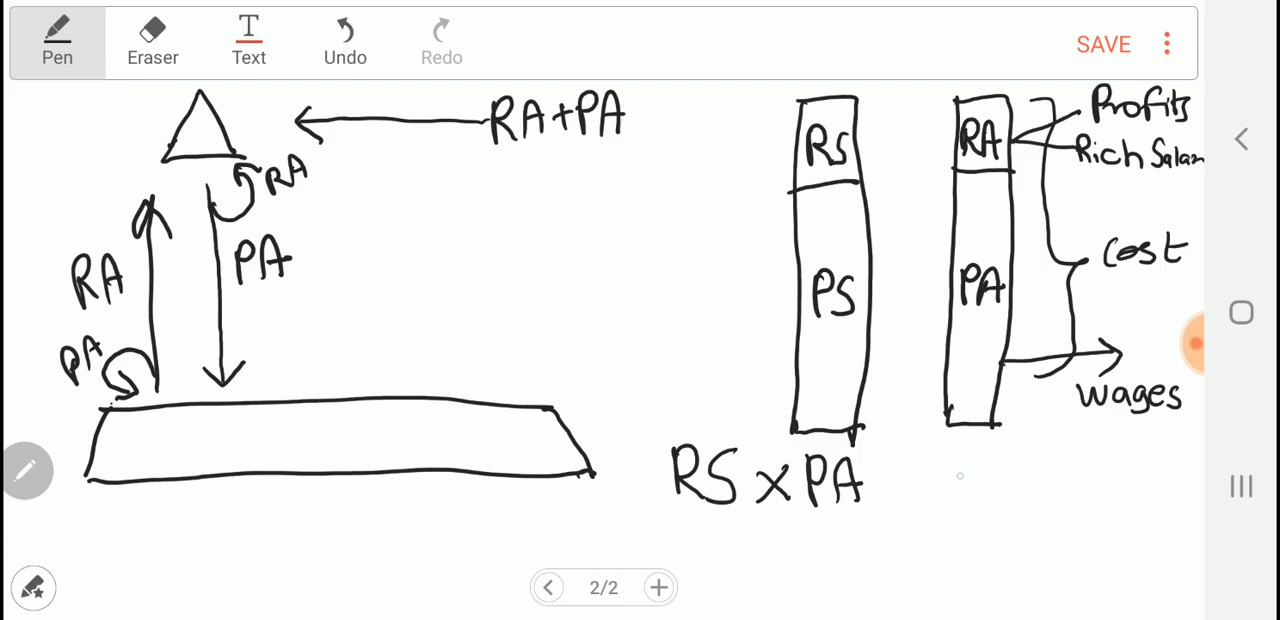 Pen
Eraser
T
Text
Undo
Redo
SAVE
RA+PA
RA
RA
PA
PA
RS
PS
RA
PA
Profits
Rich Salar
Cost
Wages
RS x PA
2/2